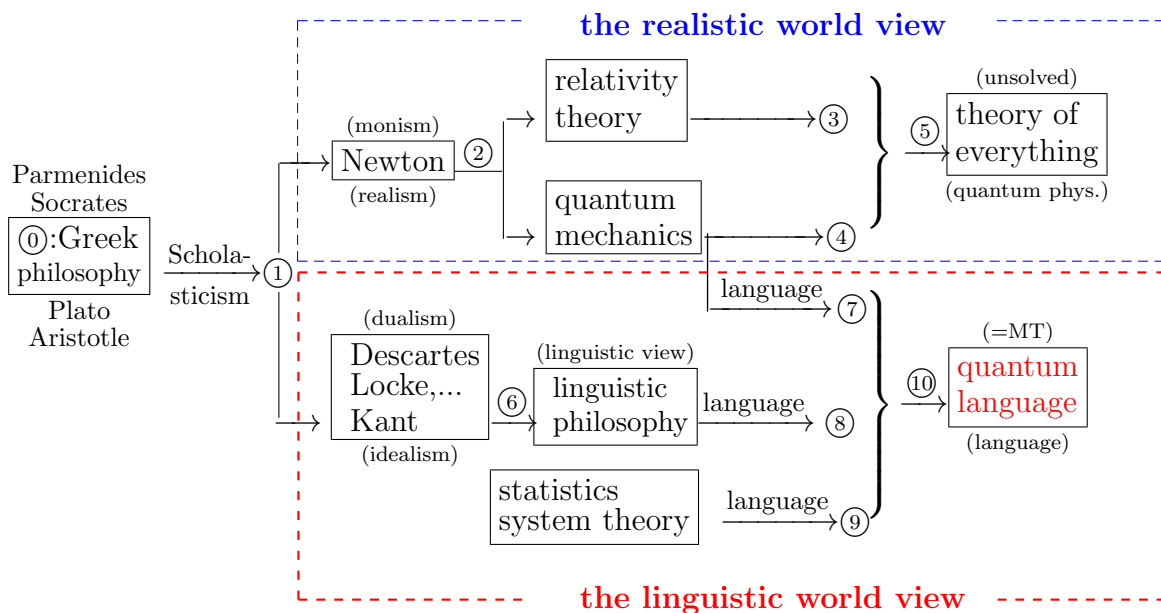 the realistic world view
Parmenides
Socrates
⓪:Greek
philosophy
Plato
Aristotle
Schola-
sticism
①
(monism)
Newton
(realism)
②
relativity
theory
③
quantum
mechanics
④
⑤
(unsolved)
theory of
everything
(quantum phys.)
language
⑦
(dualism)
Descartes
Locke,...
Kant
(idealism)
⑥
(linguistic view)
linguistic
philosophy
language
⑧
statistics
system theory
language
⑨
⑩
(=MT)
quantum
language
(language)
the linguistic world view